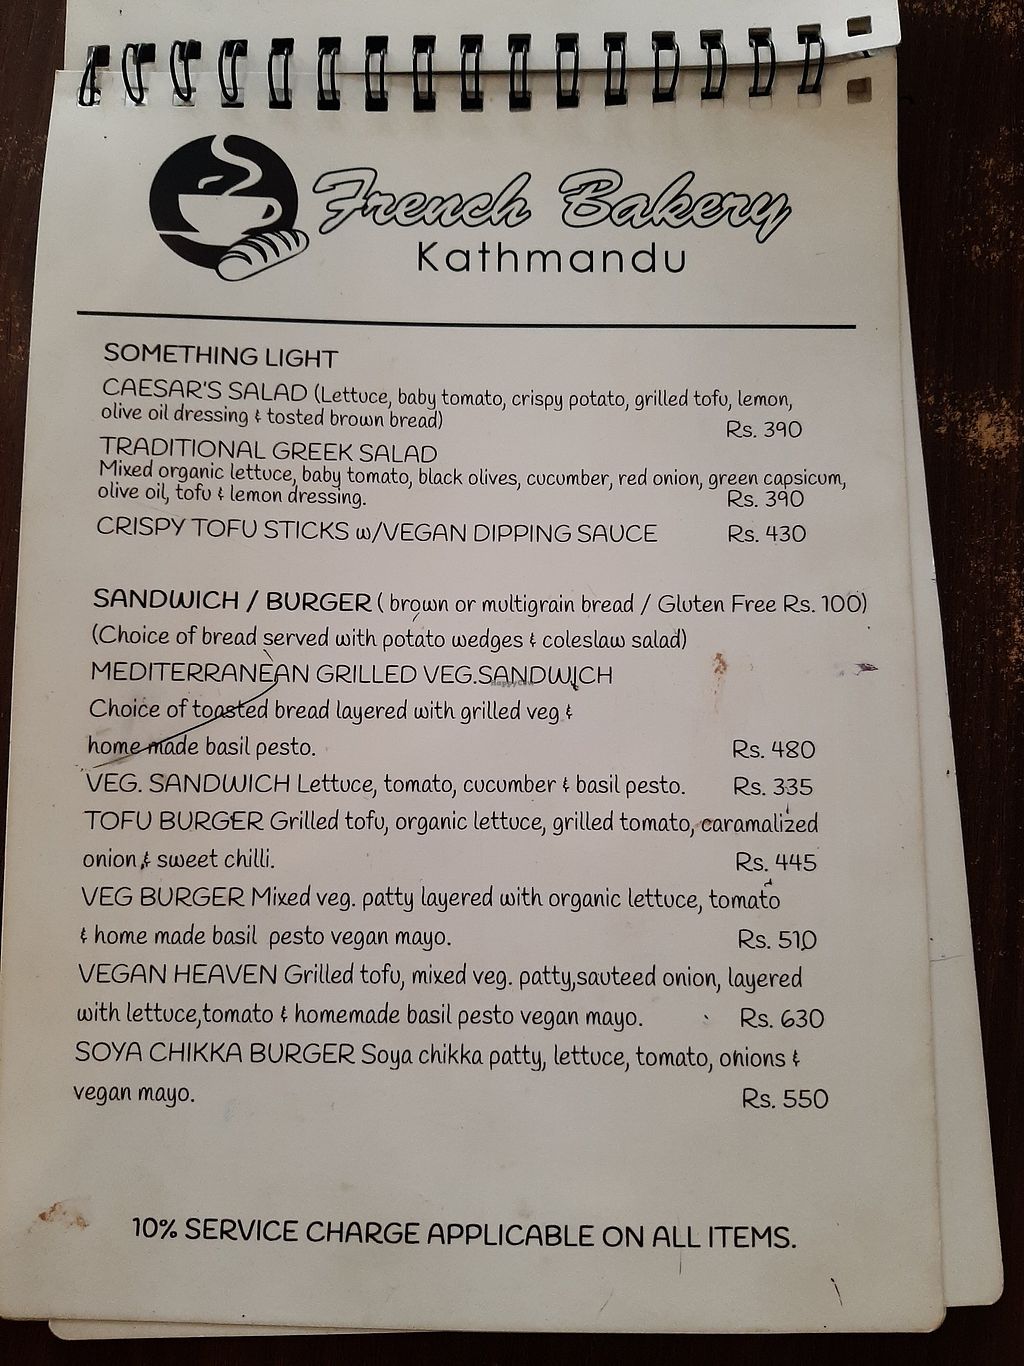 French Bakery
Kathmandu
SOMETHING LIGHT
CAESAR'S SALAD (Lettuce, baby tomato, crispy potato, grilled tofu, lemon,
olive oil dressing & tosted brown bread) Rs. 390
TRADITIONAL GREEK SALAD
Mixed organic lettuce, baby tomato, black olives, cucumber, red onion, green capsicum,
olive oil, tofu & lemon dressing. Rs. 390
CRISPY TOFU STICKS w/VEGAN DIPPING SAUCE Rs. 430
SANDWICH / BURGER ( brown or multigrain bread / Gluten Free Rs. 100)
(Choice of bread served with potato wedges & coleslaw salad)
MEDITERRANEAN GRILLED VEG.SANDWICH
HappyCow
Choice of toasted bread layered with grilled veg &
home made basil pesto. Rs. 480
VEG. SANDWICH Lettuce, tomato, cucumber & basil pesto. Rs. 335
TOFU BURGER Grilled tofu, organic lettuce, grilled tomato, caramalized
onion & sweet chilli. Rs. 445
VEG BURGER Mixed veg. patty layered with organic lettuce, tomato
& home made basil pesto vegan mayo. Rs. 510
VEGAN HEAVEN Grilled tofu, mixed veg. patty,sauteed onion, layered
with lettuce,tomato & homemade basil pesto vegan mayo. Rs. 630
SOYA CHIKKA BURGER Soya chikka patty, lettuce, tomato, onions &
vegan mayo. Rs. 550
10% SERVICE CHARGE APPLICABLE ON ALL ITEMS.